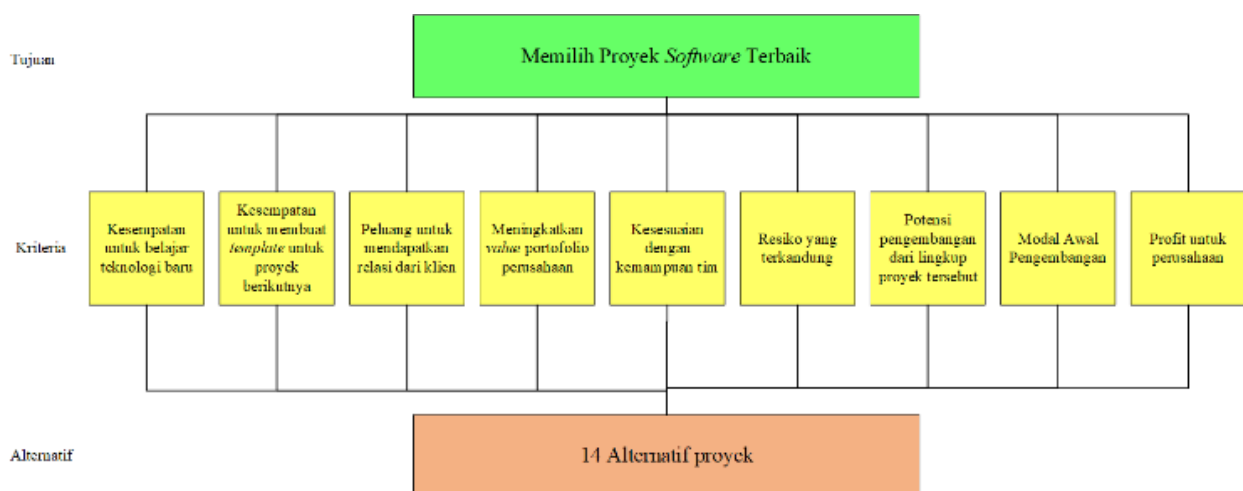 Tujuan
Memilih Proyek Software Terbaik
Kriteria
Kesempatan
untuk belajar
teknologi baru
Kesempatan
untuk membuat
template untuk
proyek
berikutnya
Peluang untuk
mendapatkan
relasi dari klien
Meningkatkan
value portofolio
perusahaan
Kesesuaian
dengan
kemampuan tim
Resiko yang
terkandung
Potensi
pengembangan
dari lingkup
proyek tersebut
Modal Awal
Pengembangan
Profit untuk
perusahaan
Alternatif
14 Alternatif proyek